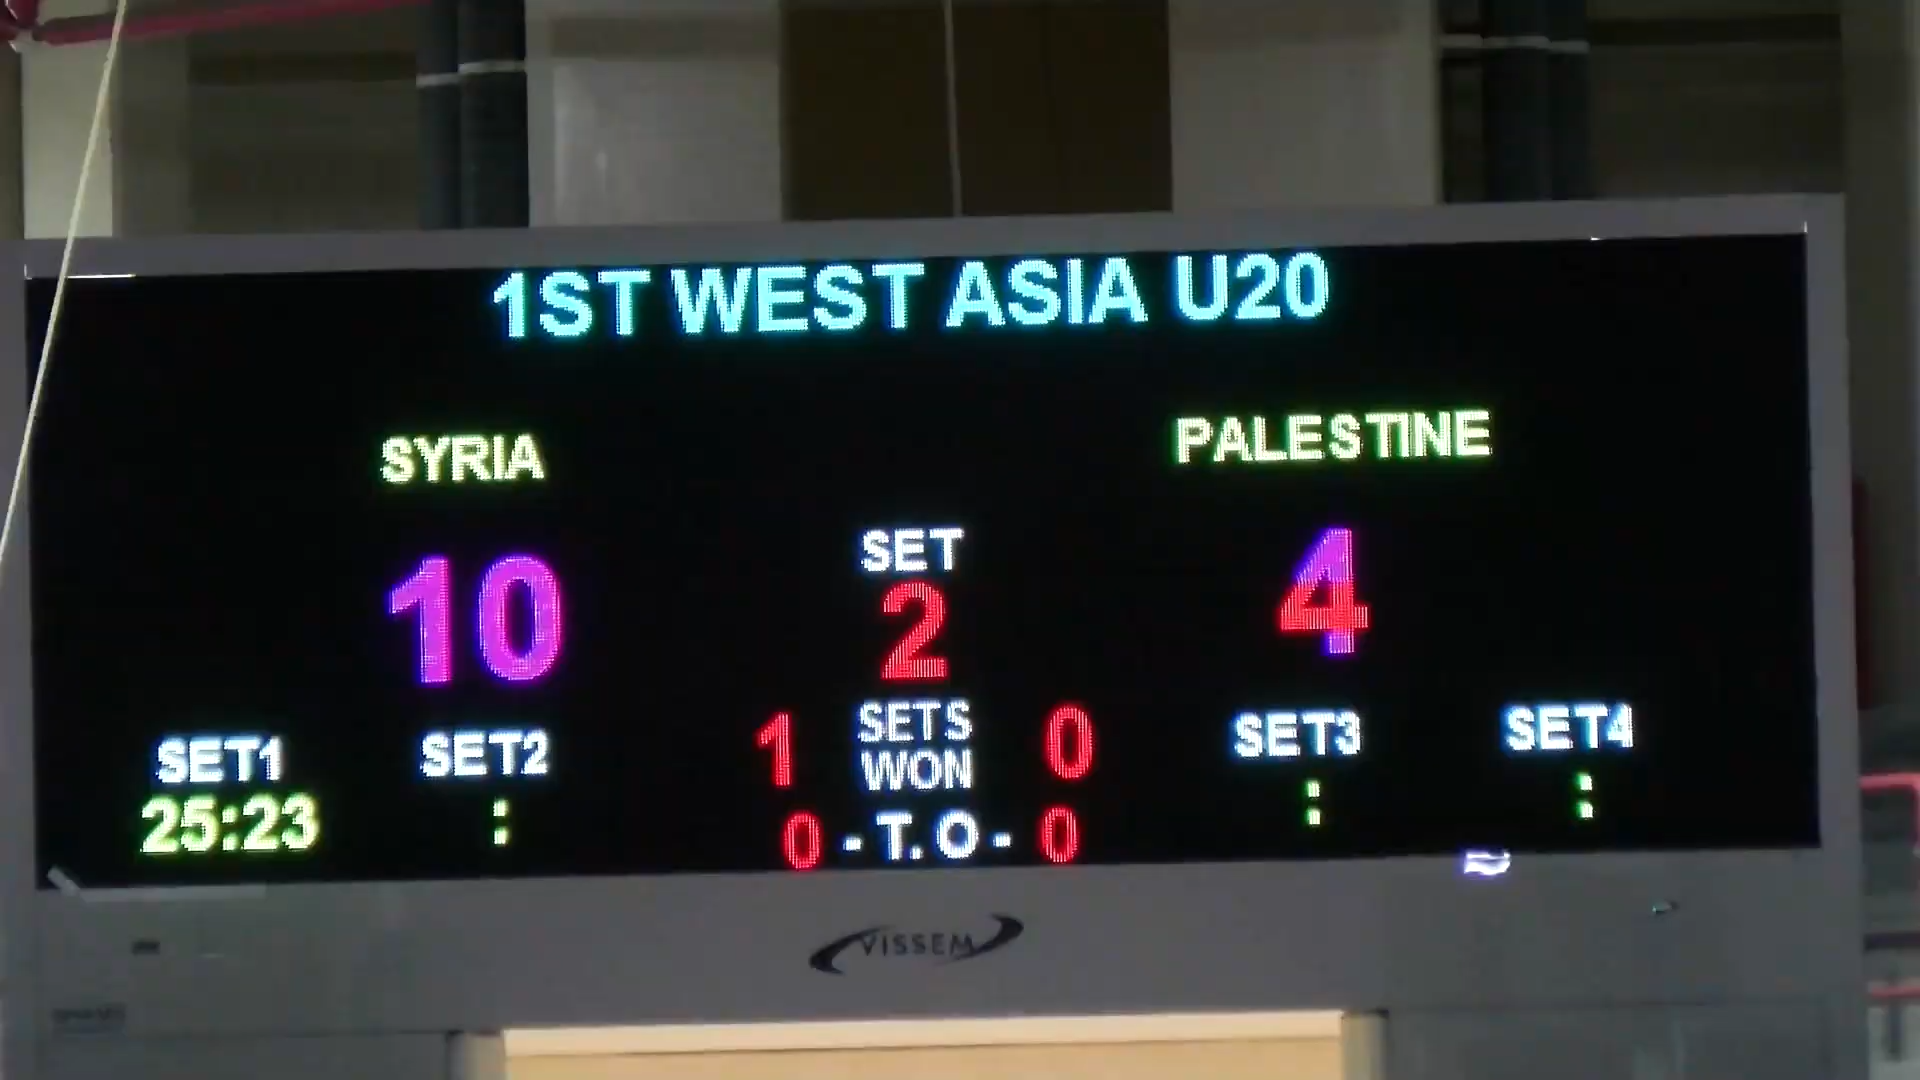 1ST WEST ASIA U20
SYRIA
PALESTINE
10
SET
2
4
SET1
25:23
SET2
:
1 SETS WON 0
0 - T.O - 0
SET3
:
SET4
:
VISSEM